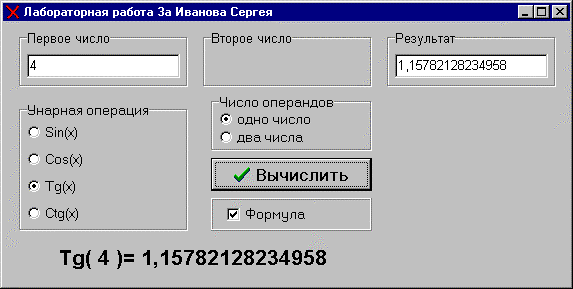 Лабораторная работа 3а Иванова Сергея
Первое число
Второе число
Результат
4
1,15782128234958
Унарная операция
Число операндов
Sin(x)
одно число
два числа
Cos(x)
Вычислить
Tg(x)
Ctg(x)
Формула
Tg( 4 )= 1,15782128234958